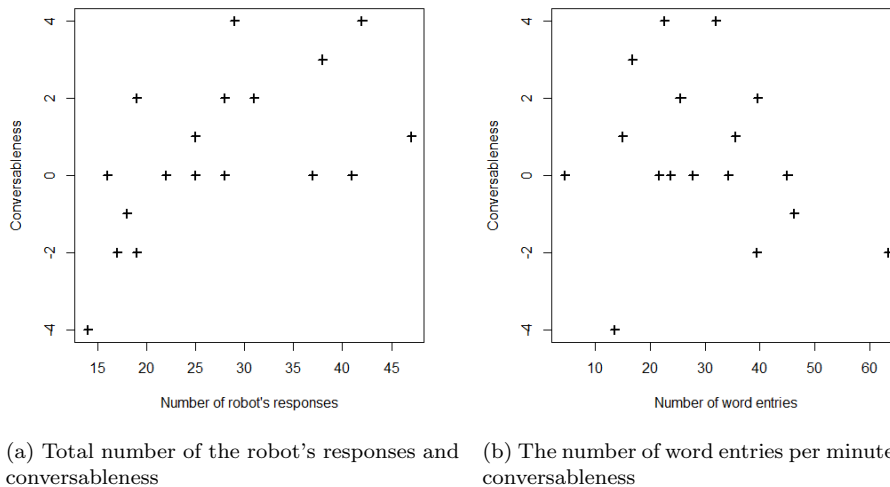 4
2
0
-2
-4
Conversableness
15 20 25 30 35 40 45
Number of robot's responses
(a) Total number of the robot's responses and
conversableness
4
2
0
-2
-4
Conversableness
10 20 30 40 50 60
Number of word entries
(b) The number of word entries per minute
conversableness